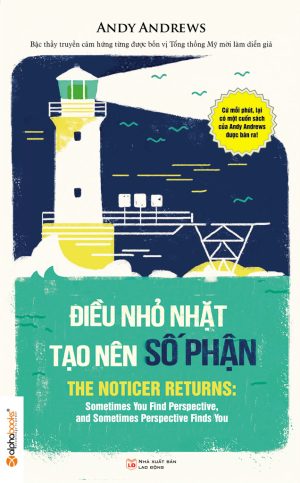 ANDY ANDREWS
Bậc thầy truyền cảm hứng từng được bốn vị Tổng thống Mỹ mời làm diễn giả
Cứ mỗi phút, lại
có một cuốn sách
của Andy Andrews
được bán ra!
ĐIỀU NHỎ NHẶT
TẠO NÊN SỐ PHẬN
THE NOTICER RETURNS:
Sometimes You Find Perspective,
and Sometimes Perspective Finds You
alphabooks
NHÀ XUẤT BẢN
LAO ĐỘNG